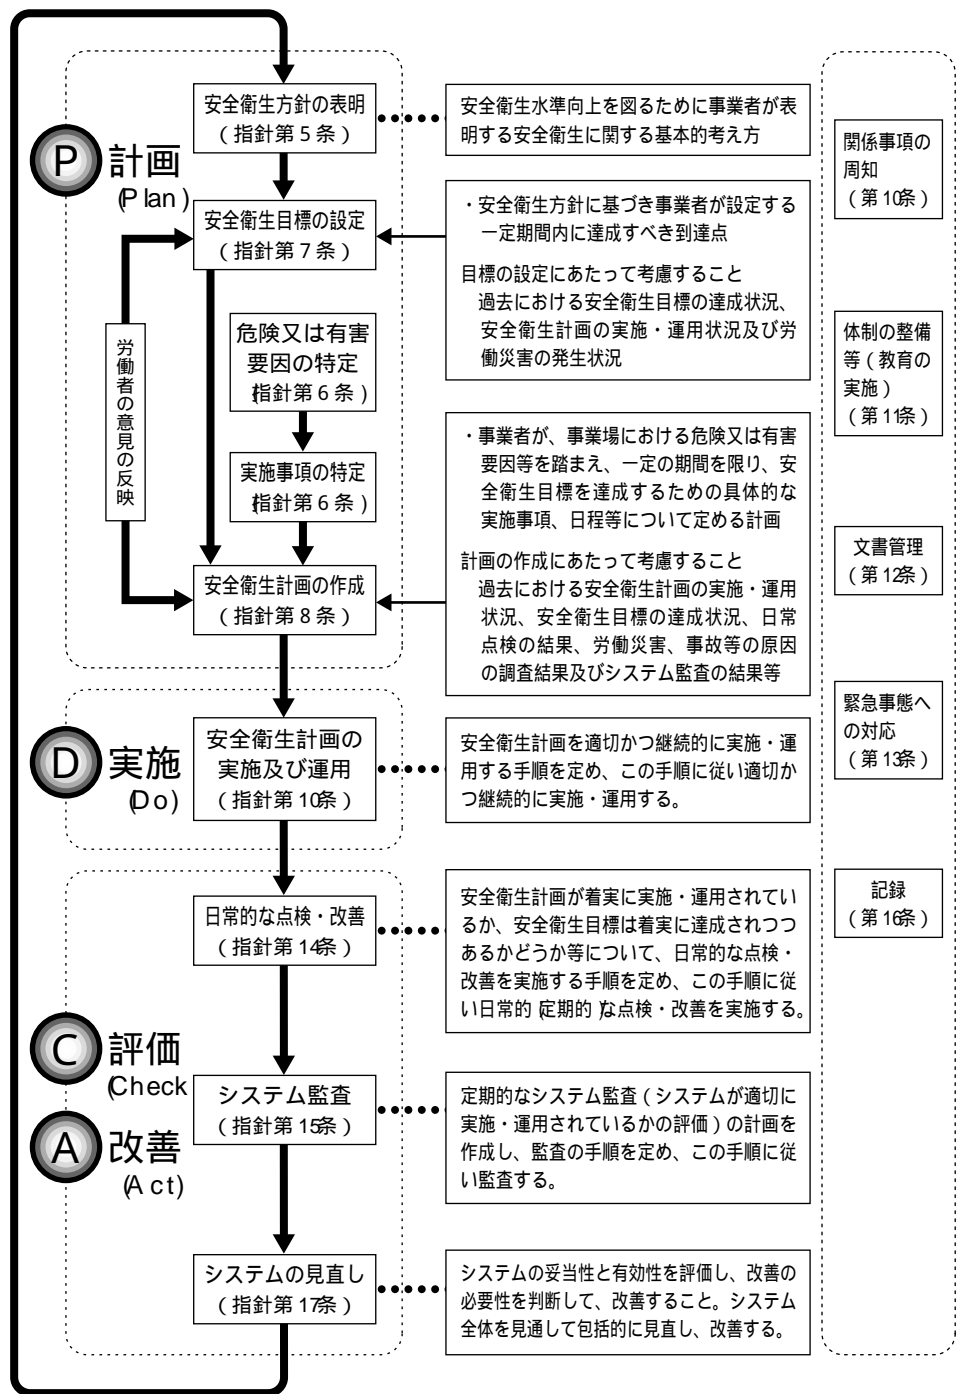 安全衛生方針の表明
(指針第5条)
安全衛生水準向上を図るために事業者が表
明する安全衛生に関する基本的考え方
P 計画
(Plan)
安全衛生目標の設定
(指針第7条)
・安全衛生方針に基づき事業者が設定する
一定期間内に達成すべき到達点
目標の設定にあたって考慮すること
過去における安全衛生目標の達成状況、
安全衛生計画の実施・運用状況及び労
働災害の発生状況
労働者の意見の反映
危険又は有害
要因の特定
(指針第6条)
実施事項の特定
(指針第6条)
安全衛生計画の作成
(指針第8条)
・事業者が、事業場における危険又は有害
要因等を踏まえ、一定の期間を限り、安
全衛生目標を達成するための具体的な
実施事項、日程等について定める計画
計画の作成にあたって考慮すること
過去における安全衛生計画の実施・運用
状況、安全衛生目標の達成状況、日常
点検の結果、労働災害、事故等の原因
の調査結果及びシステム監査の結果等
D 実施
(Do)
安全衛生計画の
実施及び運用
(指針第10条)
安全衛生計画を適切かつ継続的に実施・運
用する手順を定め、この手順に従い適切か
つ継続的に実施・運用する。
日常的な点検・改善
(指針第14条)
安全衛生計画が着実に実施・運用されてい
るか、安全衛生目標は着実に達成されつつ
あるかどうか等について、日常的な点検・
改善を実施する手順を定め、この手順に従
い日常的(定期的)な点検・改善を実施する。
C 評価
(Check
A 改善
(Act)
システム監査
(指針第15条)
定期的なシステム監査(システムが適切に
実施・運用されているかの評価)の計画を
作成し、監査の手順を定め、この手順に従
い監査する。
システムの見直し
(指針第17条)
システムの妥当性と有効性を評価し、改善の
必要性を判断して、改善すること。システム
全体を見通して包括的に見直し、改善する。
関係事項の
周知
(第10条)
体制の整備
等(教育の
実施)
(第11条)
文書管理
(第12条)
緊急事態へ
の対応
(第13条)
記録
(第16条)